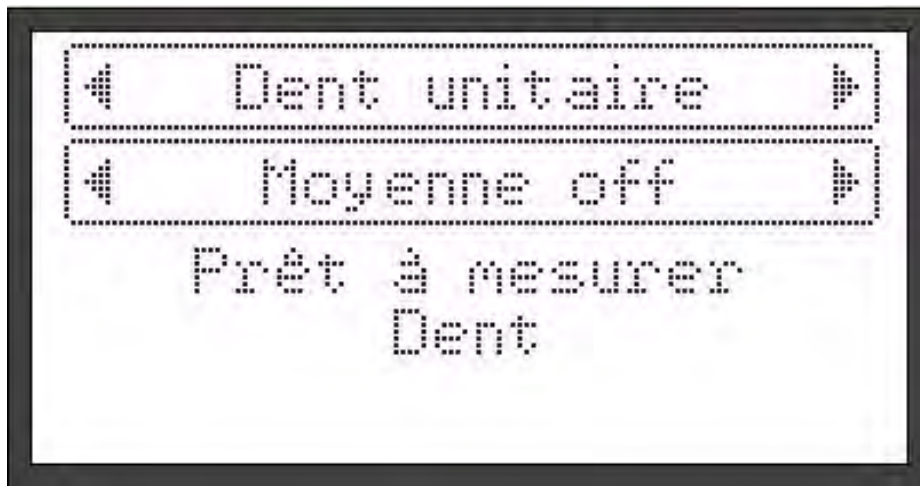 Dent unitaire
Moyenne off
Prêt à mesurer
Dent